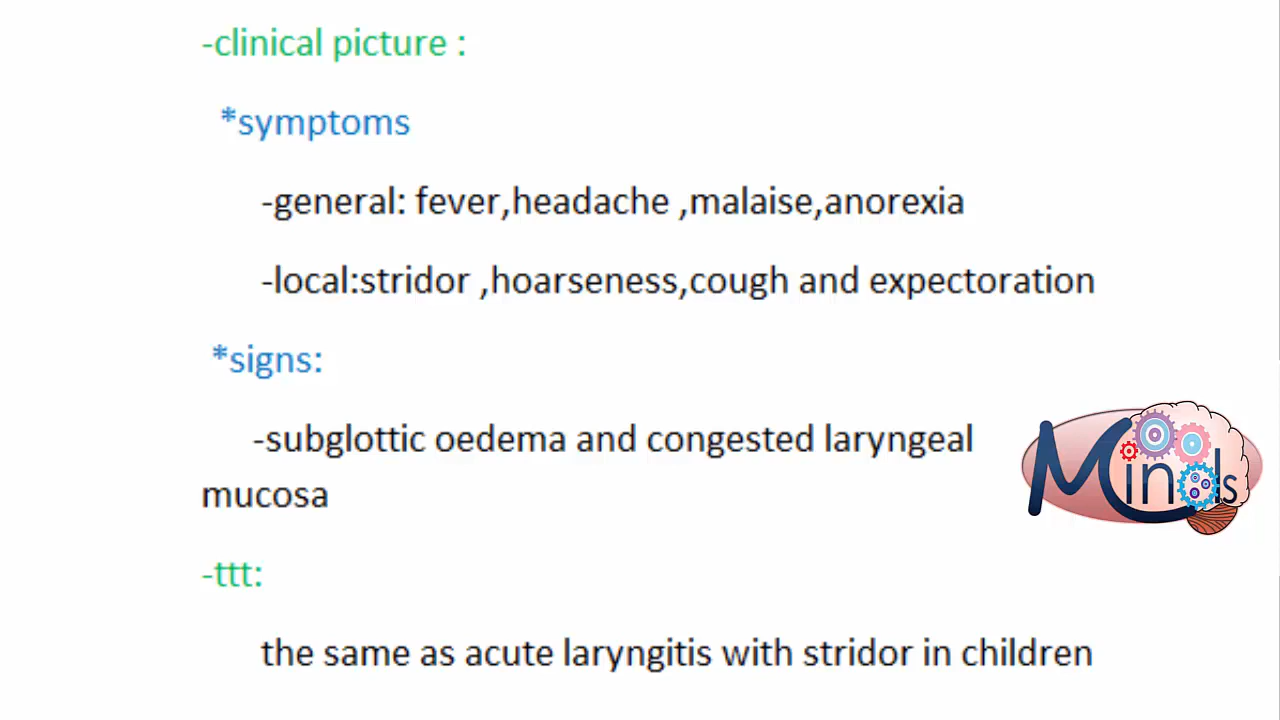 -clinical picture :
*symptoms
-general: fever,headache ,malaise,anorexia
-local:stridor ,hoarseness,cough and expectoration
*signs:
-subglottic oedema and congested laryngeal
mucosa
Minds
-ttt:
the same as acute laryngitis with stridor in children